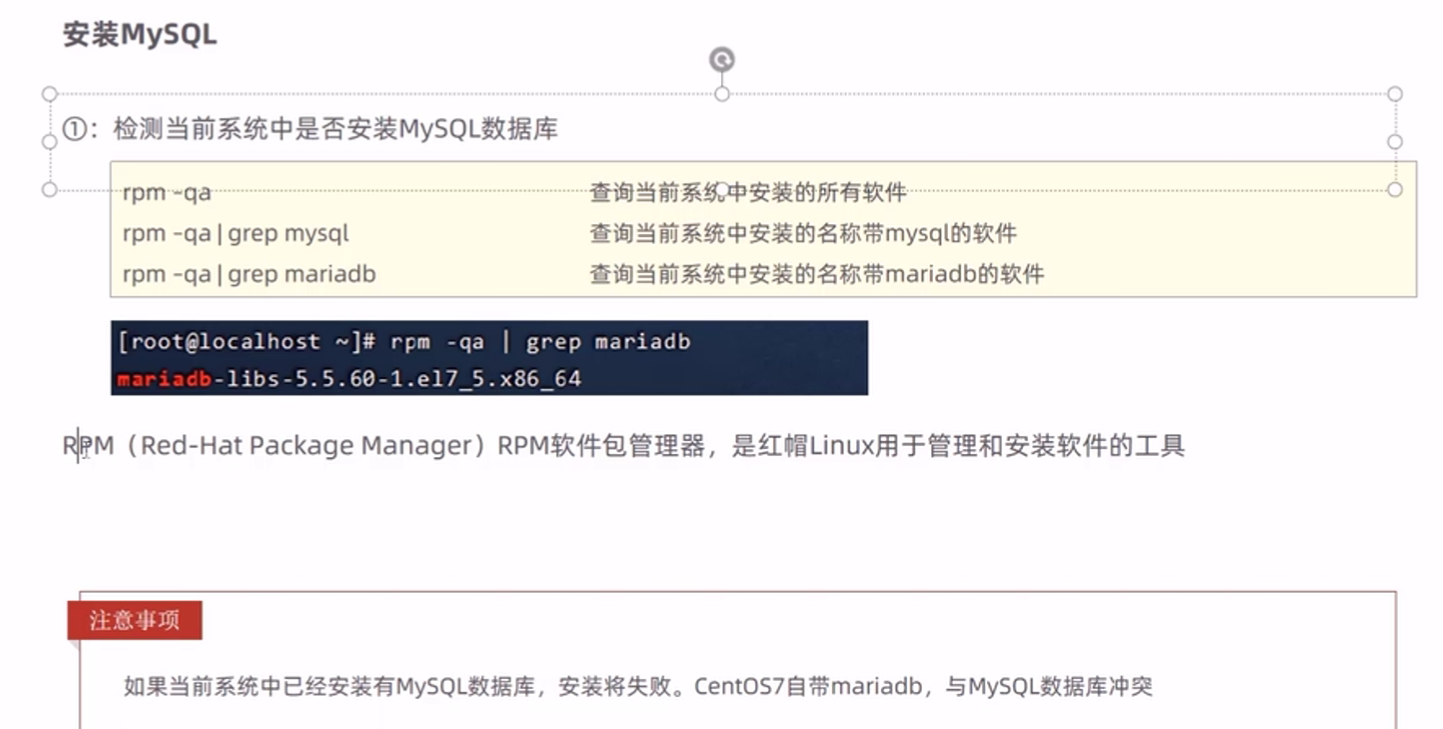 安装MySQL
①：检测当前系统中是否安装MySQL数据库
rpm -qa 查询当前系统中安装的所有软件
rpm -qa | grep mysql 查询当前系统中安装的名称带mysql的软件
rpm -qa | grep mariadb 查询当前系统中安装的名称带mariadb的软件
[root@localhost ~]# rpm -qa | grep mariadb
mariadb-libs-5.5.60-1.el7_5.x86_64
RPM（Red-Hat Package Manager）RPM软件包管理器，是红帽Linux用于管理和安装软件的工具
注意事项
如果当前系统中已经安装有MySQL数据库，安装将失败。CentOS7自带mariadb，与MySQL数据库冲突